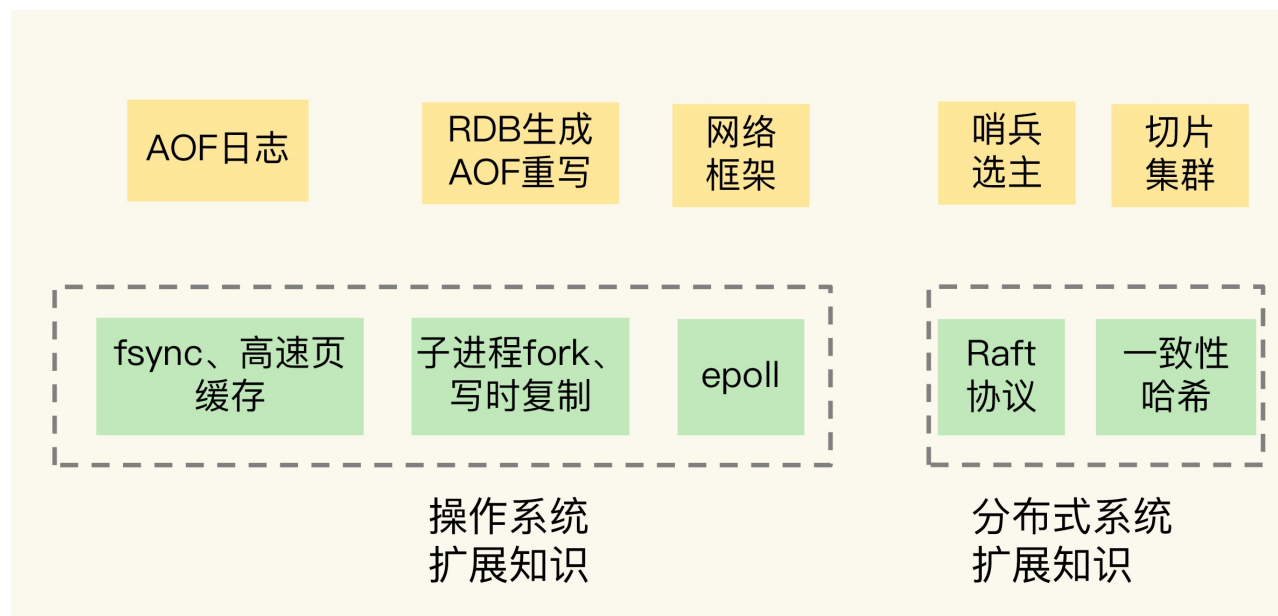 AOF日志
RDB生成
AOF重写
网络
框架
哨兵
选主
切片
集群
fsync、高速页
缓存
子进程fork、
写时复制
epoll
Raft
协议
一致性
哈希
操作系统
扩展知识
分布式系统
扩展知识